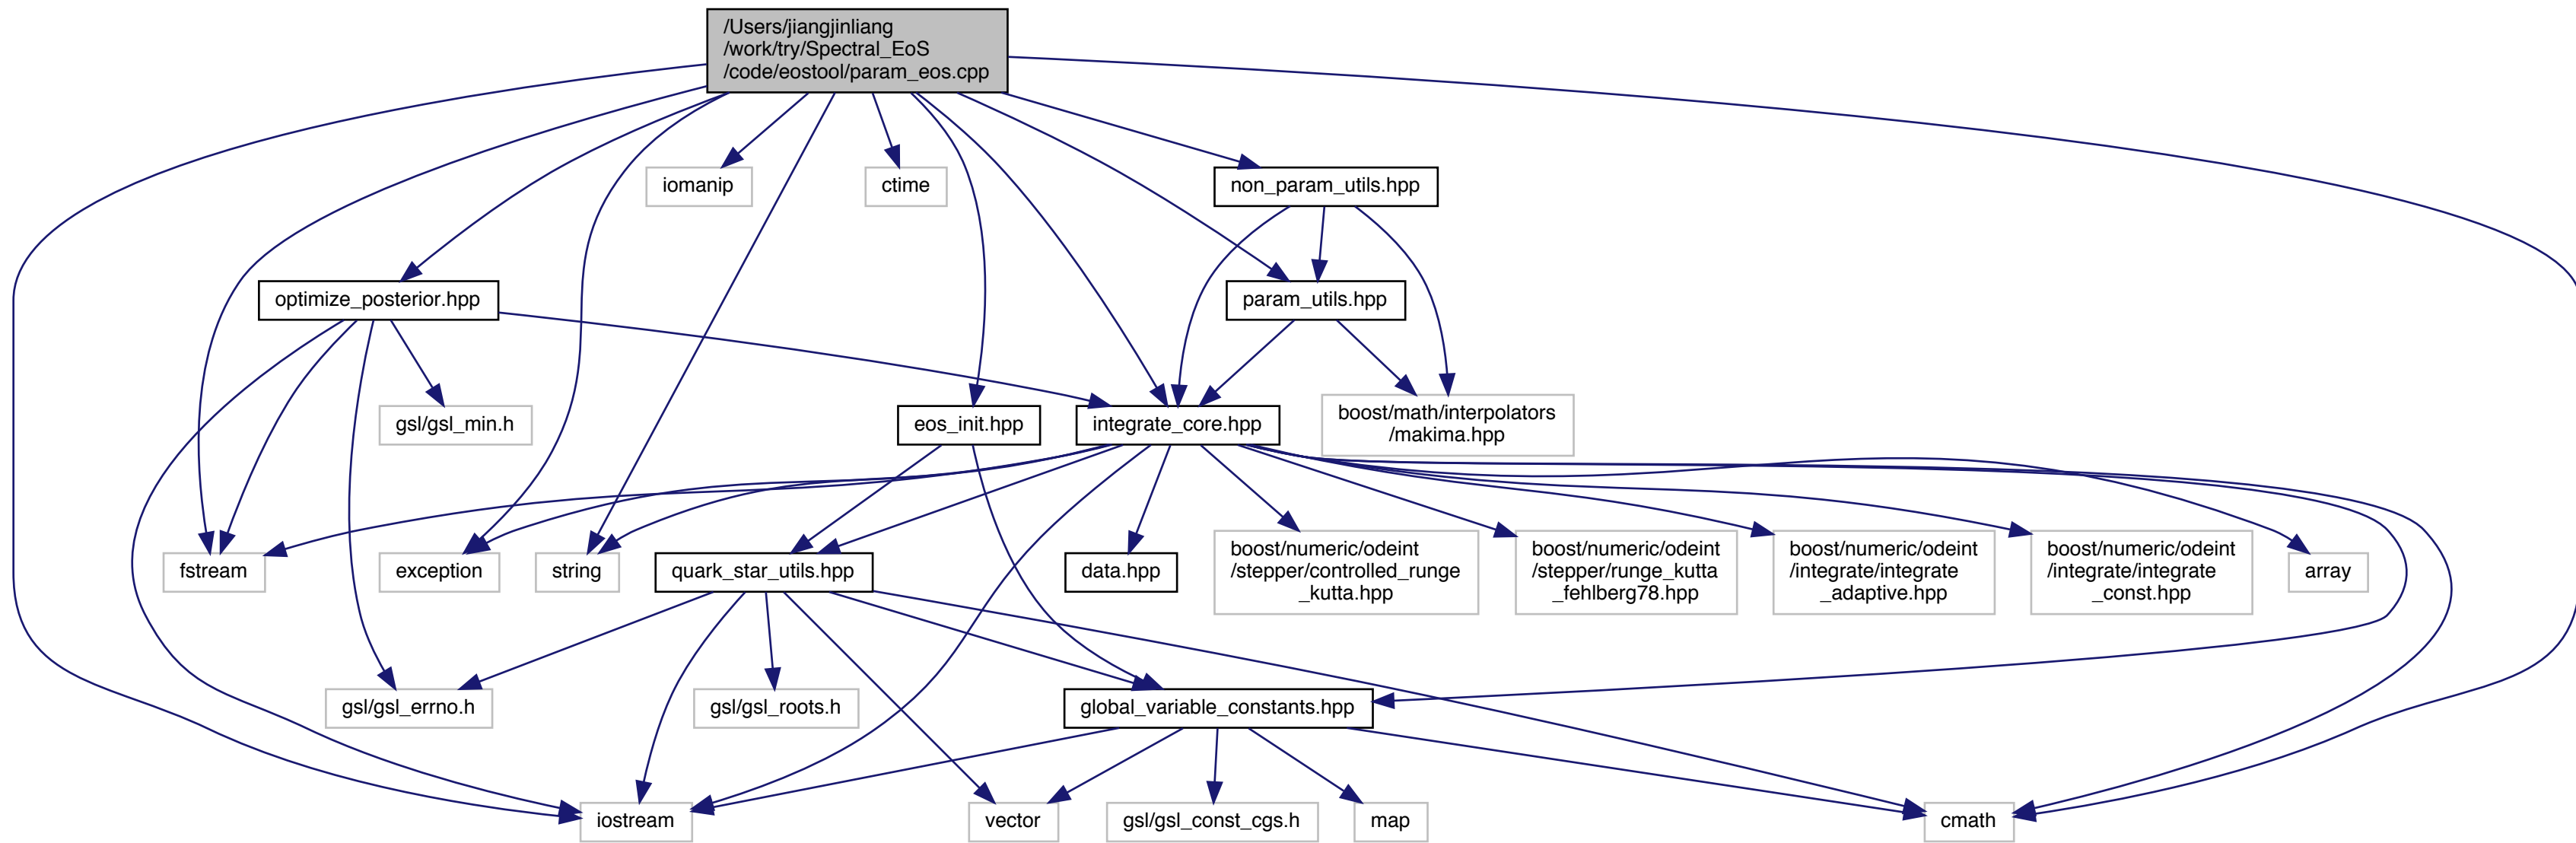 /Users/jiangjinliang
/work/try/Spectral_EoS
/code/eostool/param_eos.cpp
iomanip
ctime
non_param_utils.hpp
optimize_posterior.hpp
param_utils.hpp
gsl/gsl_min.h
eos_init.hpp
integrate_core.hpp
boost/math/interpolators
/makima.hpp
fstream
exception
string
quark_star_utils.hpp
data.hpp
boost/numeric/odeint
/stepper/controlled_runge
_kutta.hpp
boost/numeric/odeint
/stepper/runge_kutta
_fehlberg78.hpp
boost/numeric/odeint
/integrate/integrate
_adaptive.hpp
boost/numeric/odeint
/integrate/integrate
_const.hpp
array
gsl/gsl_errno.h
gsl/gsl_roots.h
global_variable_constants.hpp
iostream
vector
gsl/gsl_const_cgs.h
map
cmath